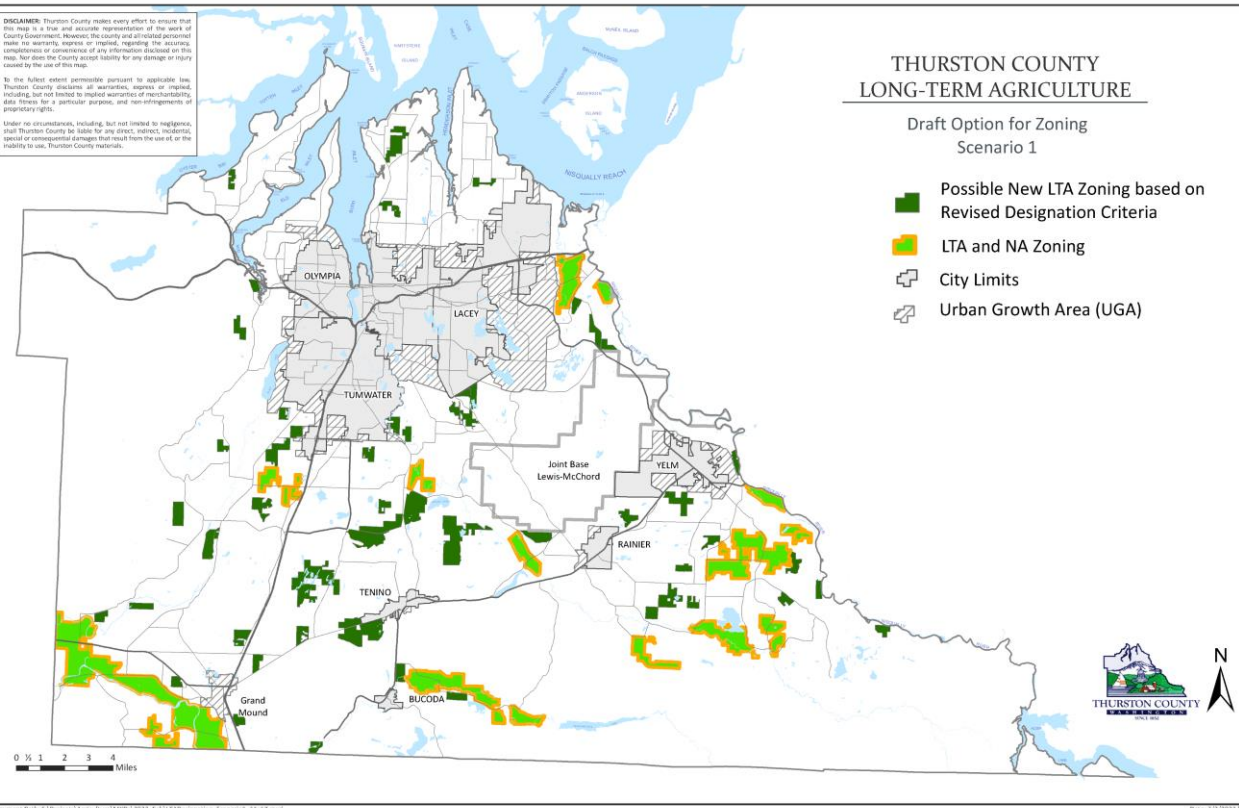 DISCLAIMER: Thurston County makes every effort to ensure that
this map is a true and accurate representation of the work of
County Government. However, the county and all related personnel
make no warranty, express or implied, regarding the accuracy,
completeness or convenience of any information disclosed on this
map. Nor does the County accept liability for any damage or injury
caused by the use of this map.
To the fullest extent permissible pursuant to applicable law,
Thurston County disclaims all warranties, express or implied,
including, but not limited to implied warranties of merchantability,
data fitness for a particular purpose, and non-infringements of
proprietary rights.
Under no circumstances, including, but not limited to negligence,
shall Thurston County be liable for any direct, indirect, incidental,
special or consequential damages that result from the use of, or the
inability to use, Thurston County materials.
THURSTON COUNTY
LONG-TERM AGRICULTURE
Draft Option for Zoning
Scenario 1
Possible New LTA Zoning based on
Revised Designation Criteria
LTA and NA Zoning
City Limits
Urban Growth Area (UGA)
ANDERSON
ISLAND
NISQUALLY REACH
OLYMPIA
LACEY
TUMWATER
Joint Base
Lewis-McChord
YELM
RAINIER
TENINO
Grand
Mound
BUCODA
N
THURSTON COUNTY
WASHINGTON
SINCE 1852
0 ½ 1 2 3 4
Miles